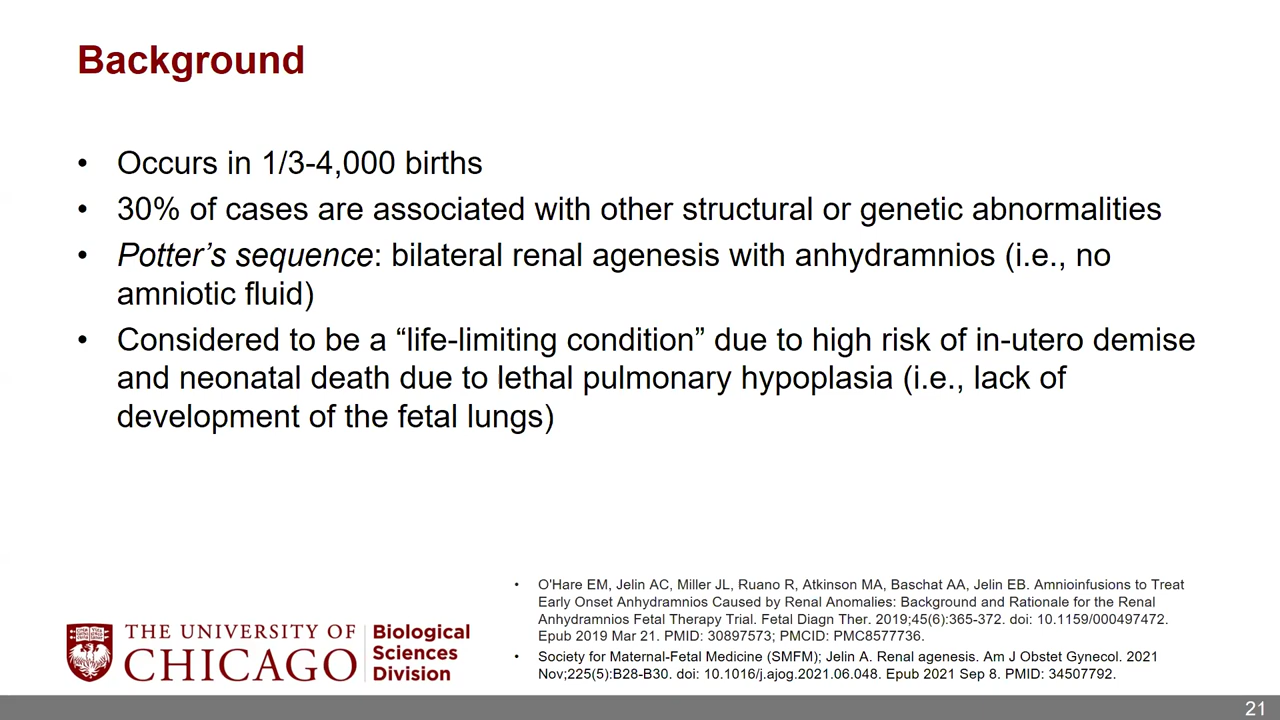 Background
• Occurs in 1/3-4,000 births
• 30% of cases are associated with other structural or genetic abnormalities
• Potter’s sequence: bilateral renal agenesis with anhydramnios (i.e., no
amniotic fluid)
• Considered to be a “life-limiting condition” due to high risk of in-utero demise
and neonatal death due to lethal pulmonary hypoplasia (i.e., lack of
development of the fetal lungs)
• O'Hare EM, Jelin AC, Miller JL, Ruano R, Atkinson MA, Baschat AA, Jelin EB. Amnioinfusions to Treat
Early Onset Anhydramnios Caused by Renal Anomalies: Background and Rationale for the Renal
Anhydramnios Fetal Therapy Trial. Fetal Diagn Ther. 2019;45(6):365-372. doi: 10.1159/000497472.
Epub 2019 Mar 21. PMID: 30897573; PMCID: PMC8577736.
• Society for Maternal-Fetal Medicine (SMFM); Jelin A. Renal agenesis. Am J Obstet Gynecol. 2021
Nov;225(5):B28-B30. doi: 10.1016/j.ajog.2021.06.048. Epub 2021 Sep 8. PMID: 34507792.
THE UNIVERSITY OF
CHICAGO
Biological
Sciences
Division
21